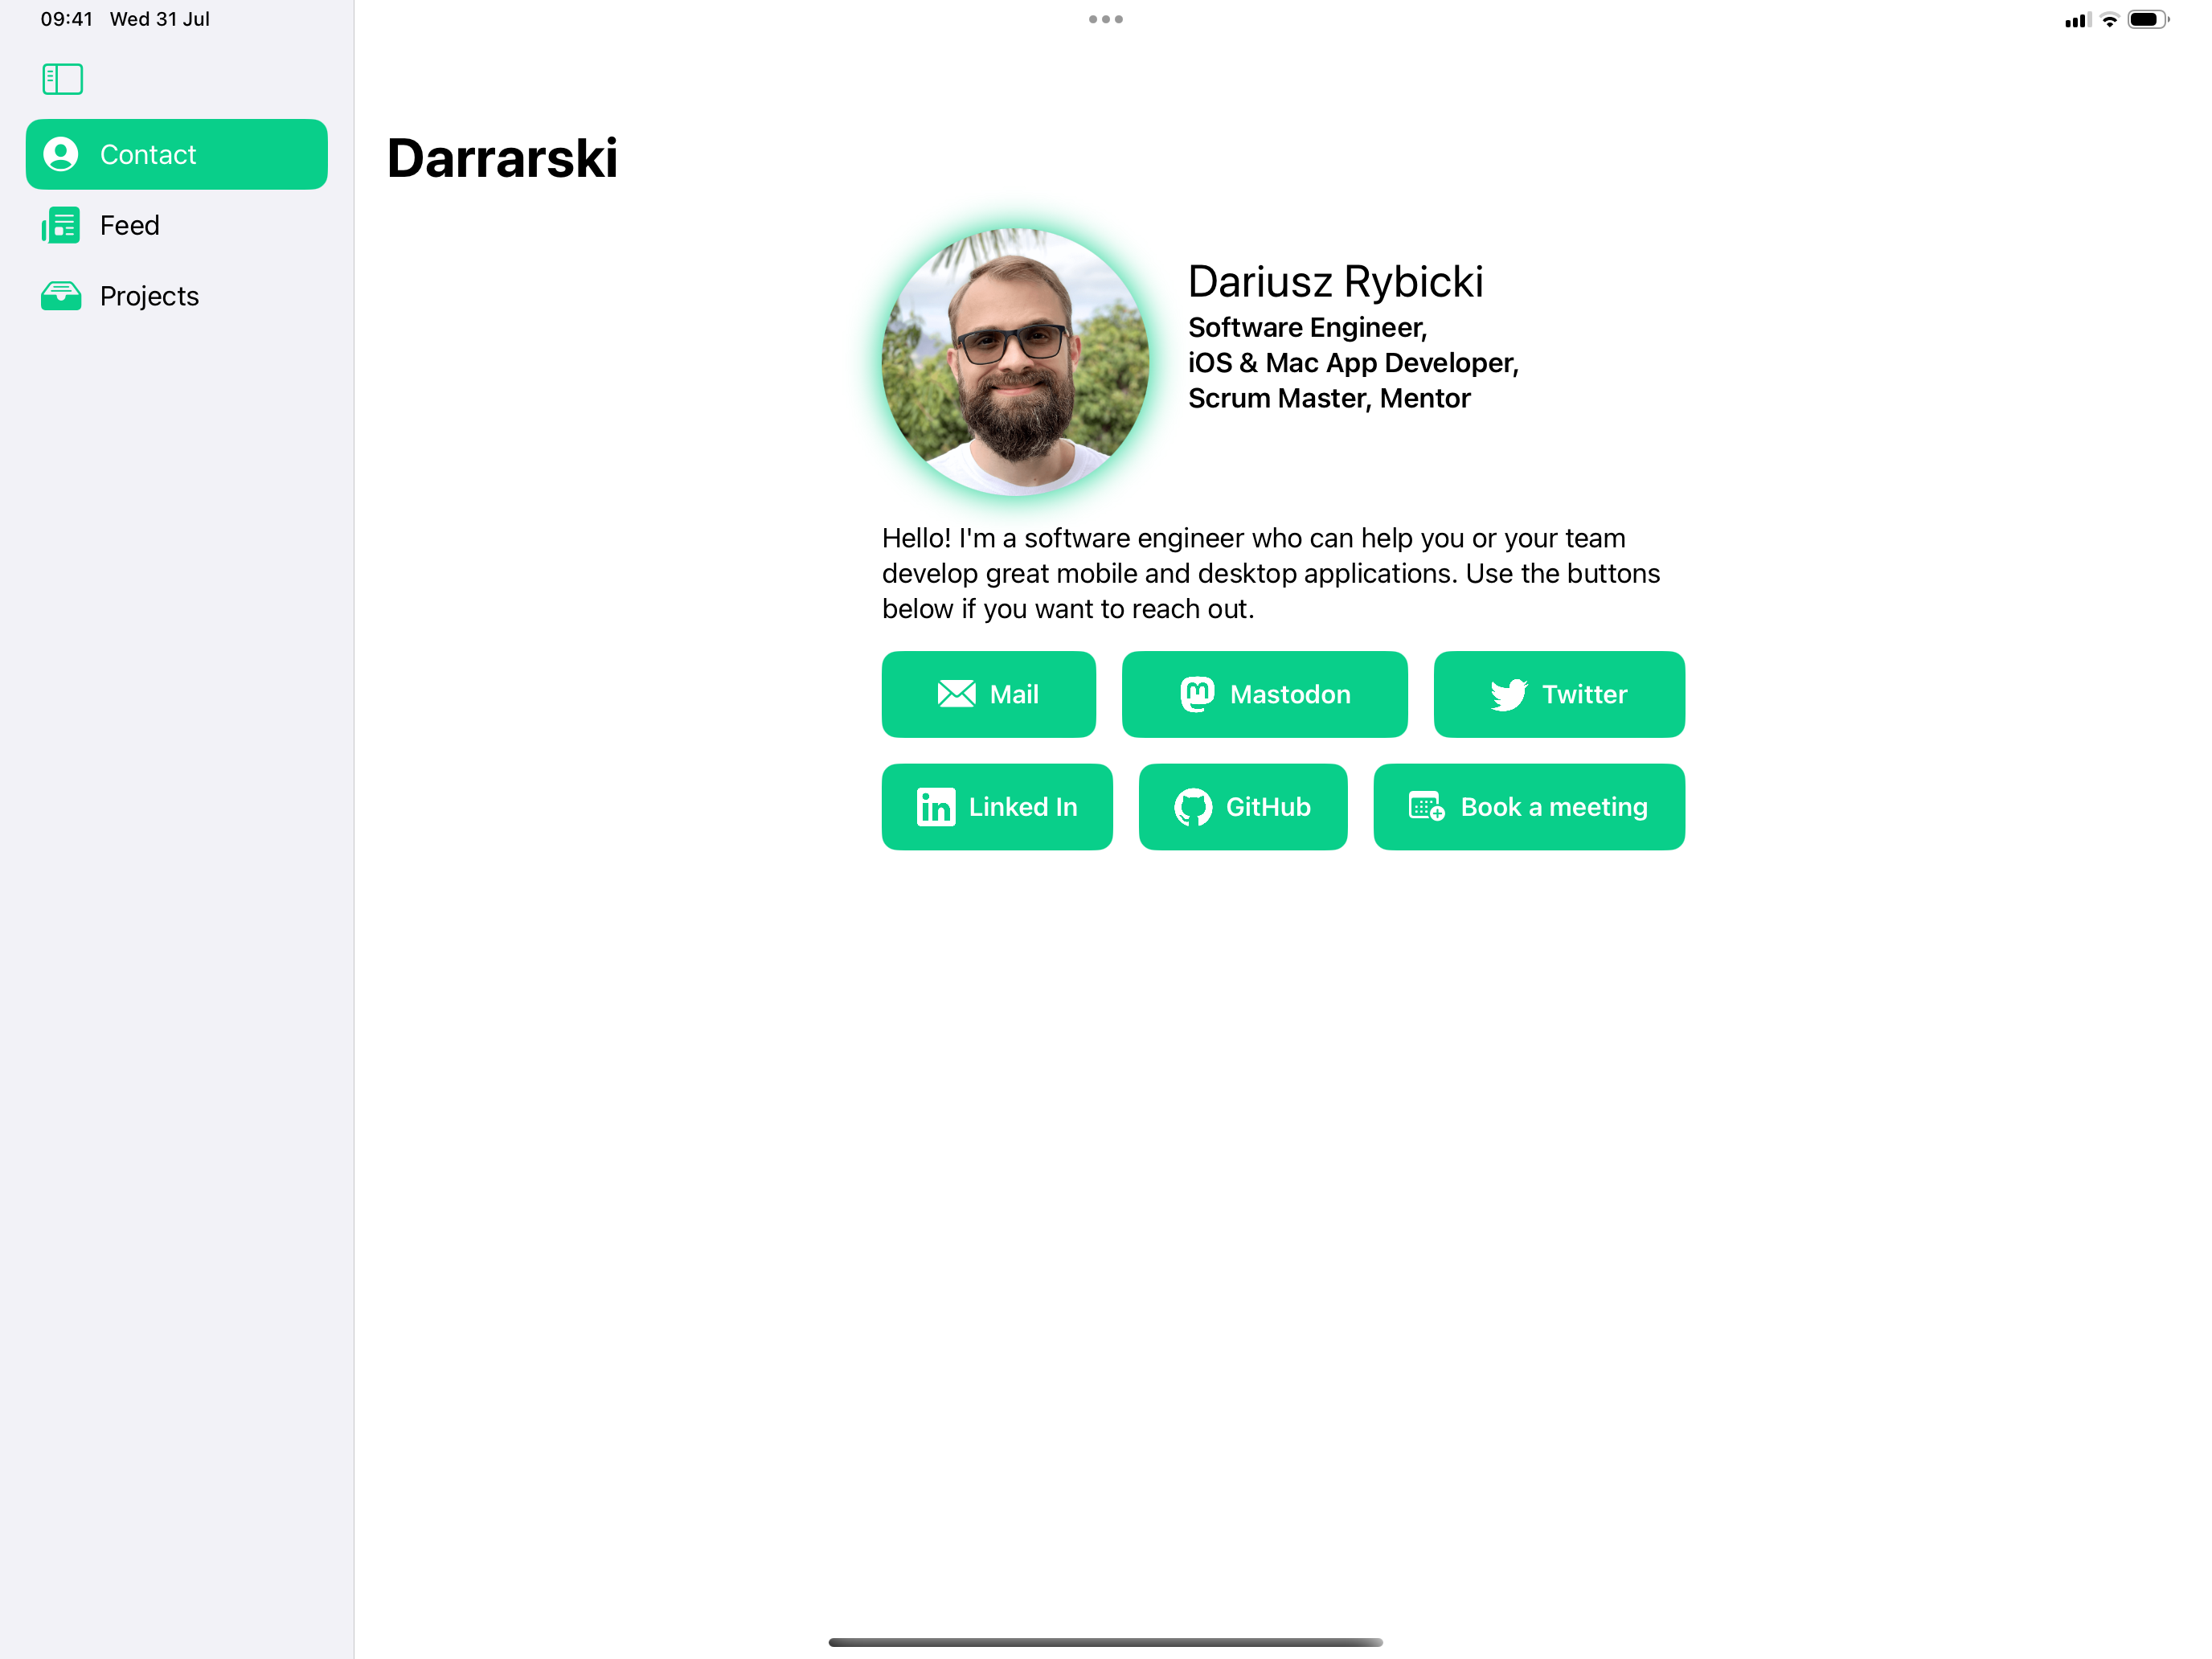 09:41 Wed 31 Jul
Contact
Feed
Projects
Darrarski
Dariusz Rybicki
Software Engineer,
iOS & Mac App Developer,
Scrum Master, Mentor
Hello! I'm a software engineer who can help you or your team
develop great mobile and desktop applications. Use the buttons
below if you want to reach out.
Mail
Mastodon
Twitter
Linked In
GitHub
Book a meeting